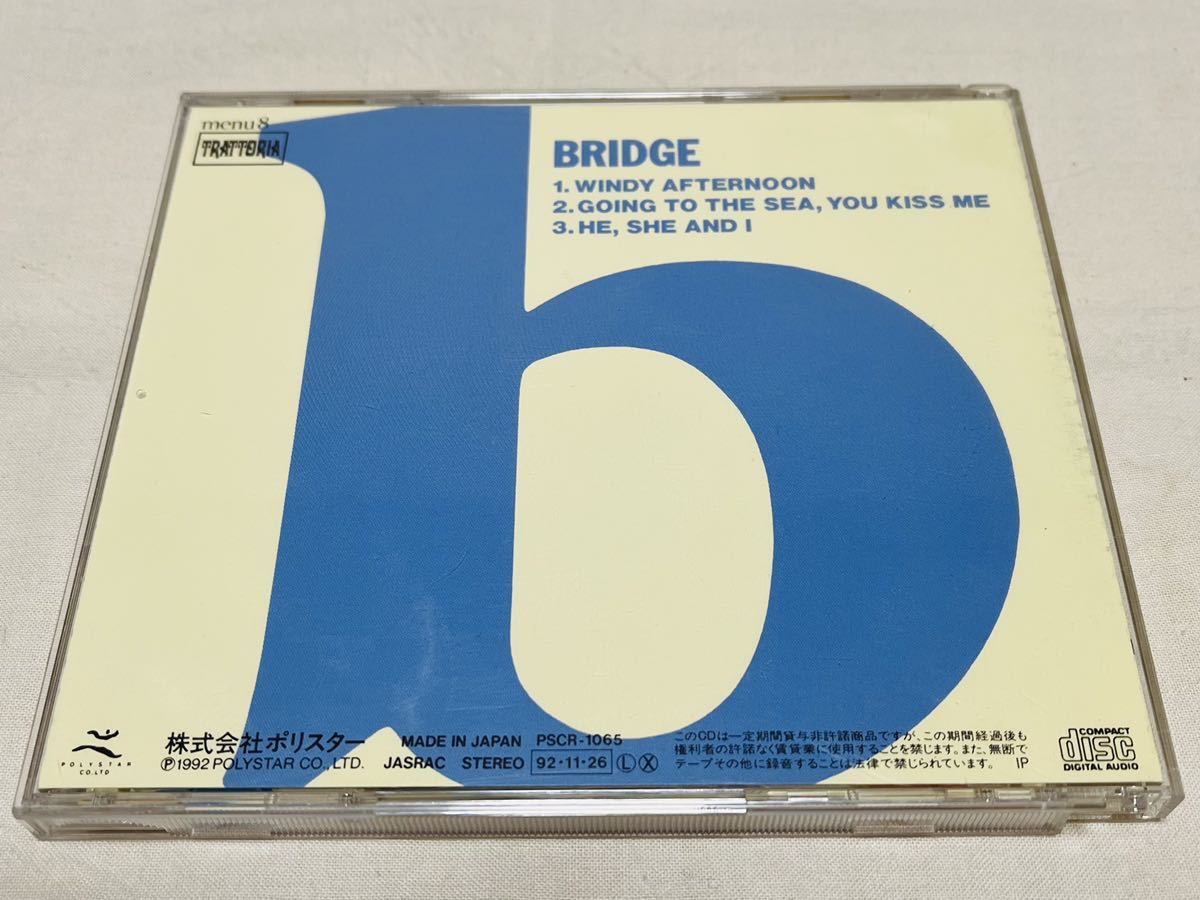 menu 8
TRATTORIA
BRIDGE
1. WINDY AFTERNOON
2. GOING TO THE SEA, YOU KISS ME
3. HE, SHE AND I
POLYSTAR
CO.LTD
株式会社ポリスター
MADE IN JAPAN PSCR-1065
Ⓟ1992 POLYSTAR CO., LTD.
JASRAC STEREO 92・11・26 Ⓛ Ⓧ
このCDは一定期間貸与非許諾商品ですが、この期間経過後も
権利者の許諾なく賃貸業に使用することを禁じます。また、無断で
テープその他に録音することは法律で禁じられています。 IP
COMPACT
disc
DIGITAL AUDIO